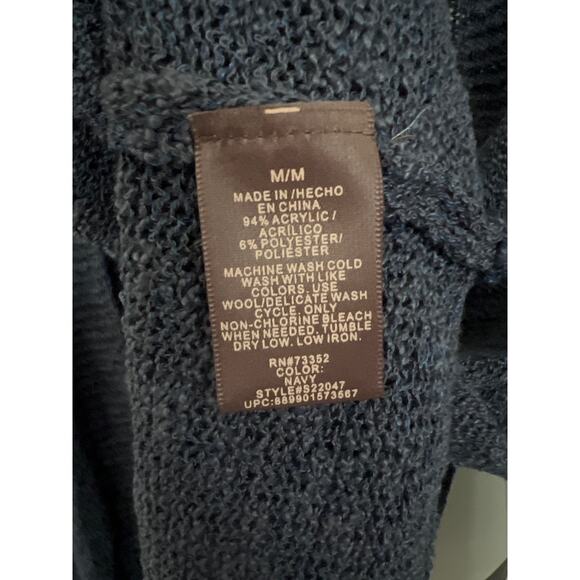 M/M
MADE IN/HECHO
EN CHINA
94% ACRYLIC/
ACRÍLICO
6% POLYESTER/
POLIÉSTER
MACHINE WASH COLD
WASH WITH LIKE
COLORS. USE
WOOL/DELICATE WASH
CYCLE. ONLY
NON-CHLORINE BLEACH
WHEN NEEDED. TUMBLE
DRY LOW. LOW IRON.
RN#73352
COLOR:
NAVY
STYLE#S22047
UPC:889901573567